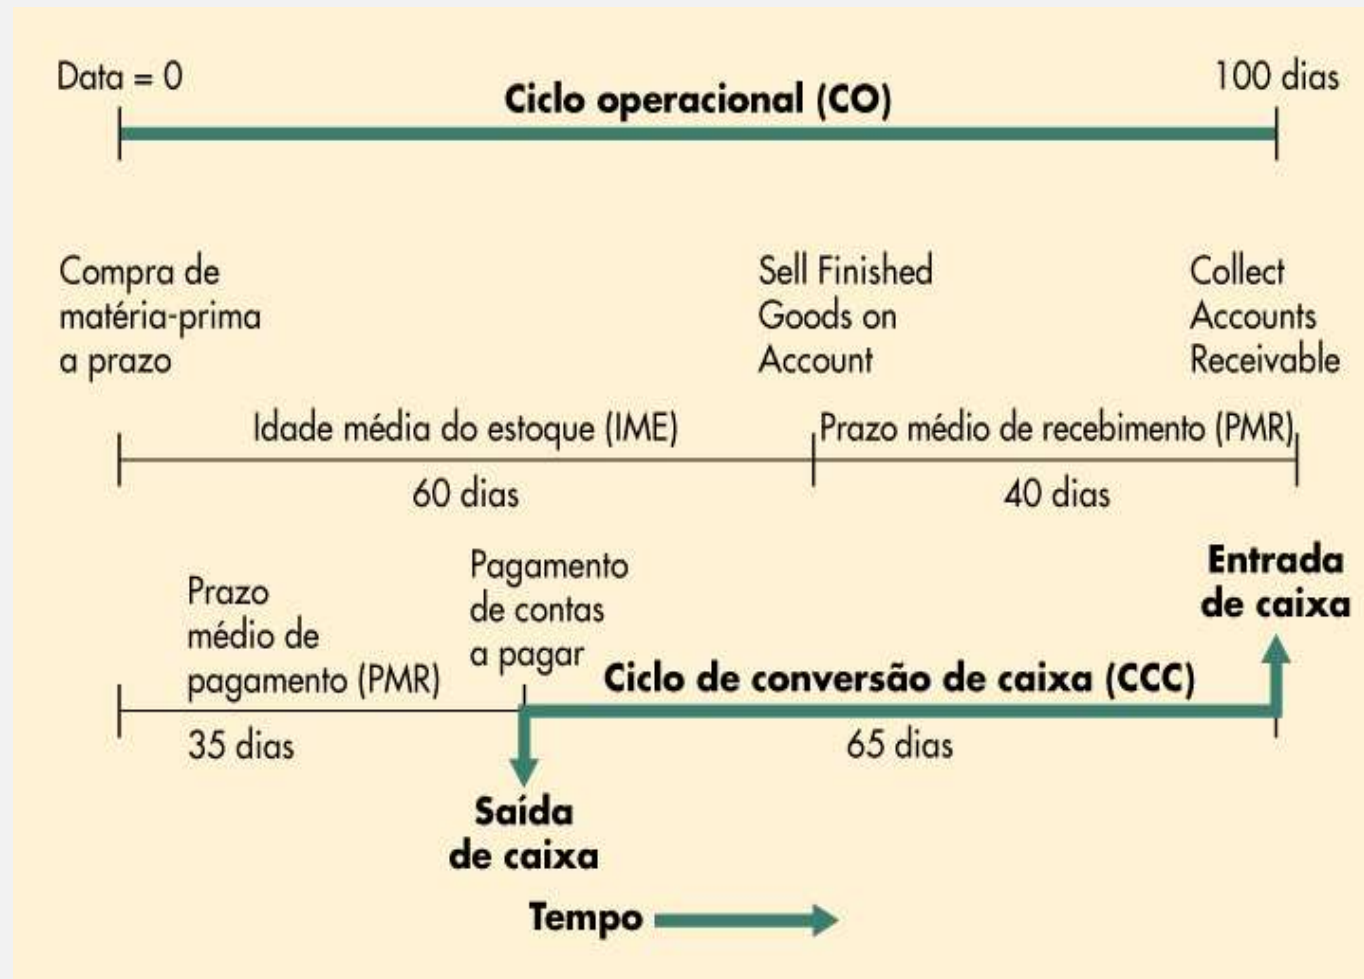 Data = 0
100 dias
Ciclo operacional (CO)
Compra de
matéria-prima
a prazo
Sell Finished
Goods on
Account
Collect
Accounts
Receivable
Idade média do estoque (IME)
Prazo médio de recebimento (PMR)
60 dias
40 dias
Prazo
médio de
pagamento (PMR)
Pagamento
de contas
a pagar
Entrada
de caixa
Ciclo de conversão de caixa (CCC)
35 dias
65 dias
Saída
de caixa
Tempo